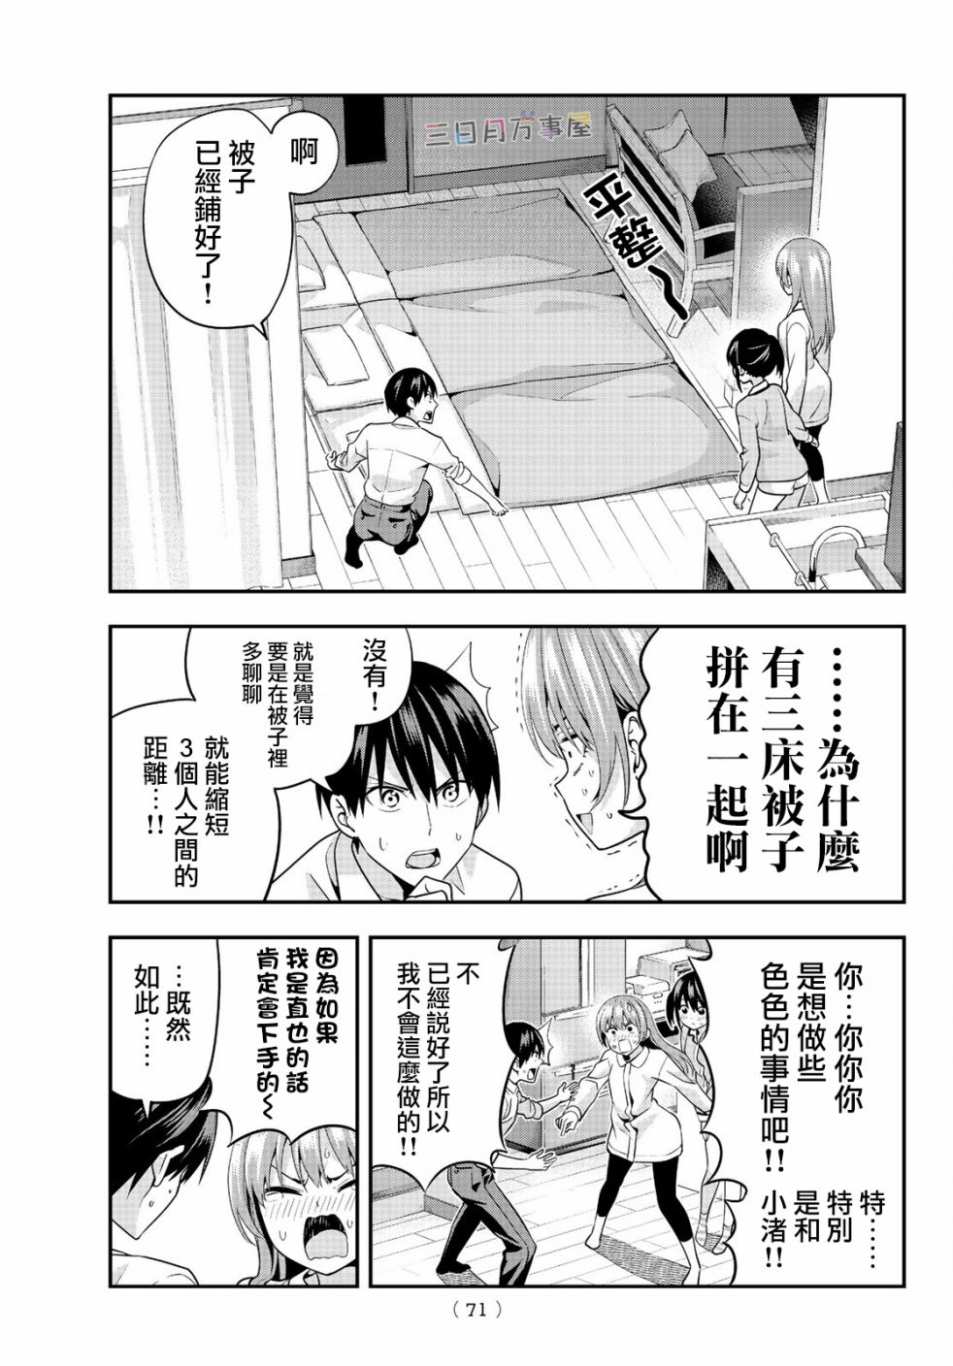 三日月万事屋
啊
被子
已經鋪好了！
平整～
……為什麼
有三床被子
拼在一起啊
沒有！
就是覺得
要是在被子裡
多聊聊
就能縮短
3個人之間的
距離…!!
你…你你你
是想做些
色色的事情吧!!
特……
特別
是和
小渚!!
不
已經説好了所以
我不會這麼做的!!
因為如果
我是直也的話
肯定會下手的～
…既然
如此……
（71）